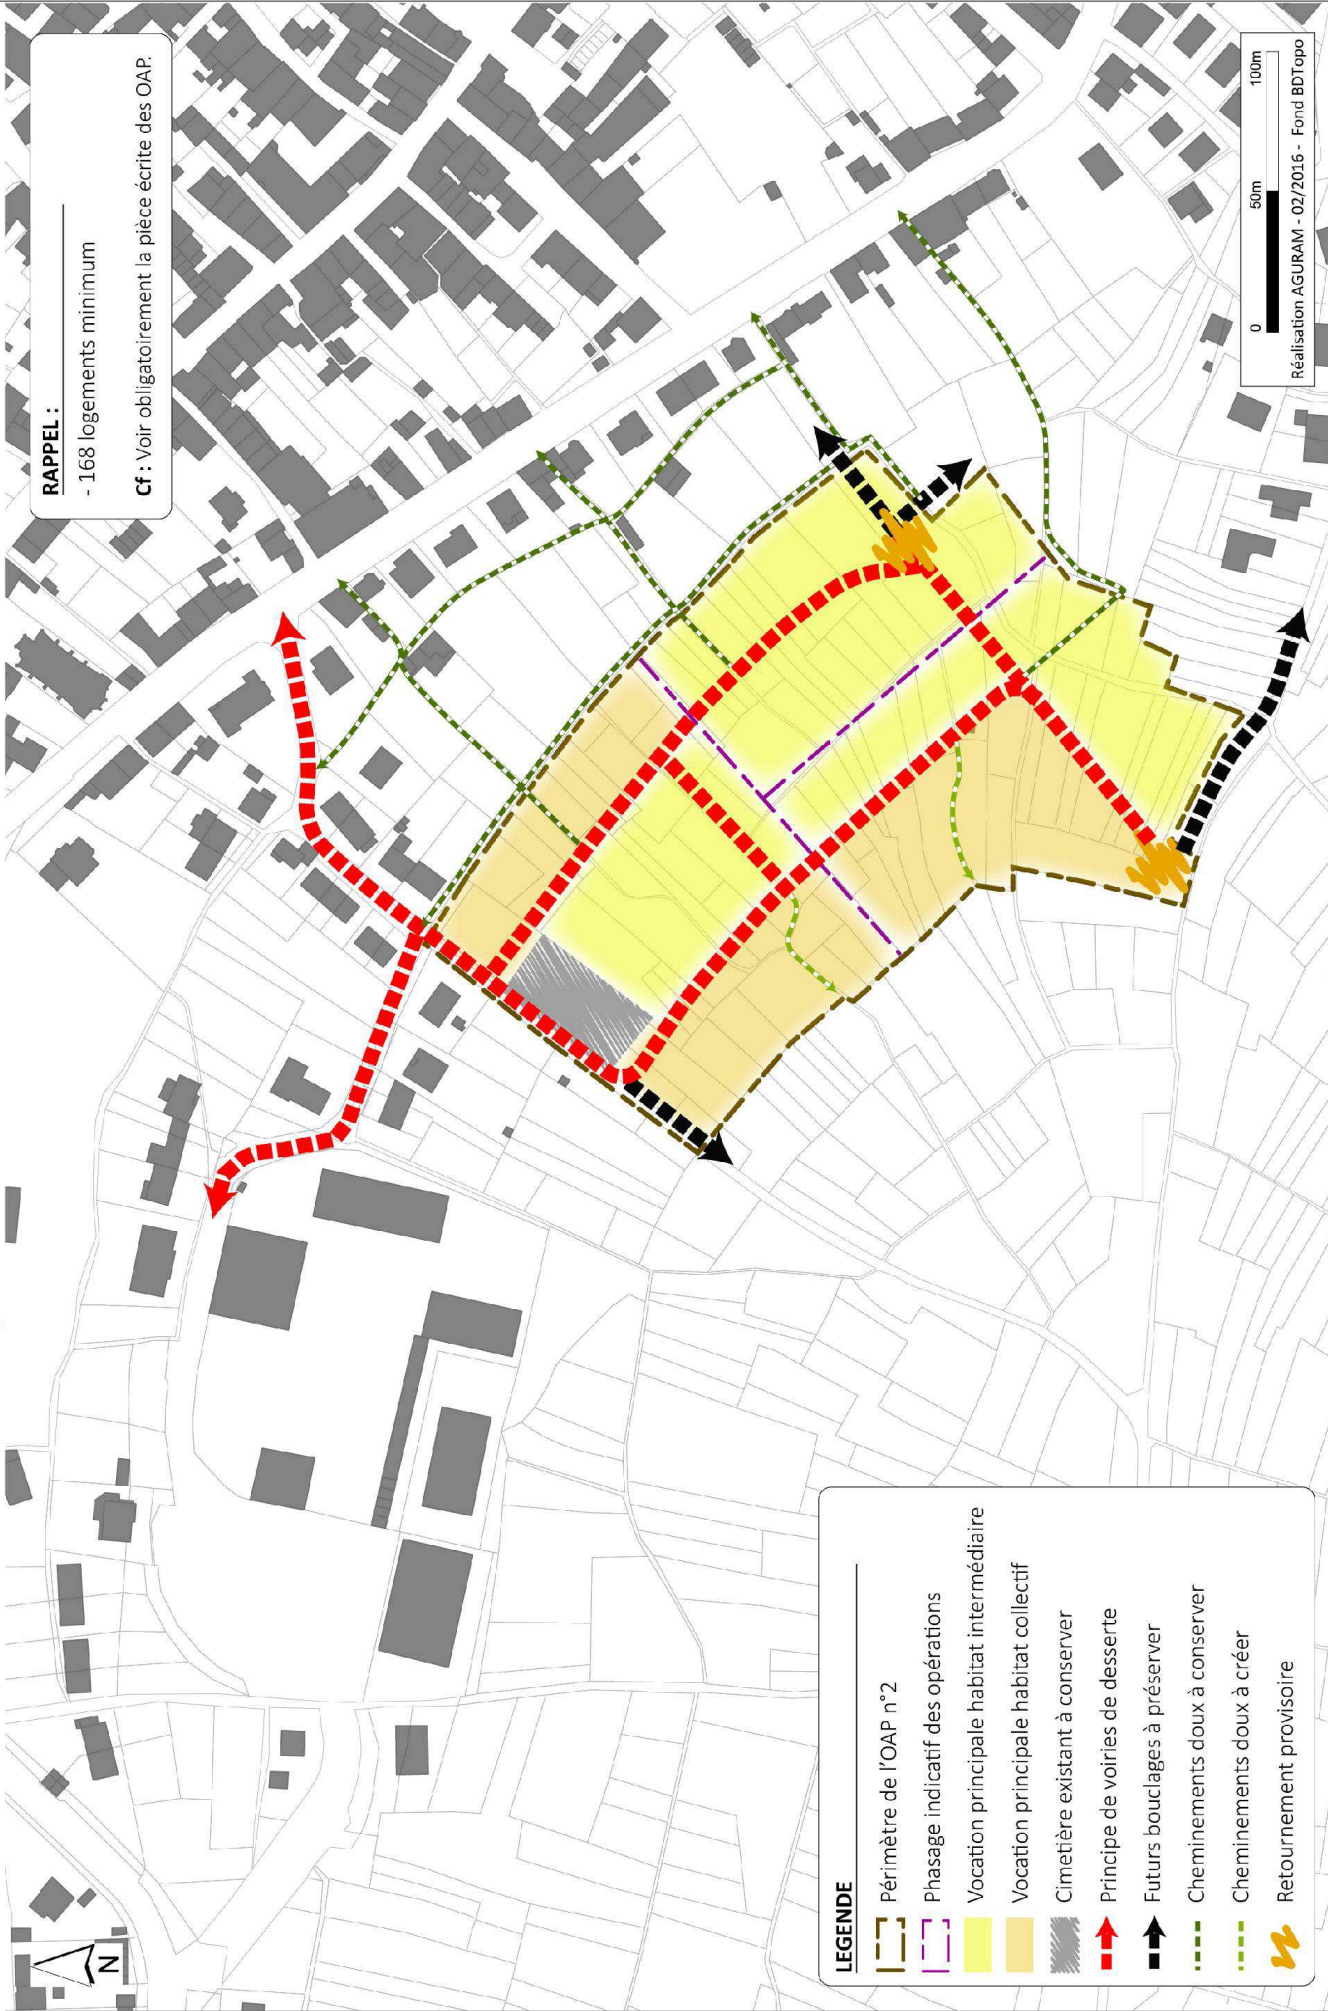 RAPPEL :
- 168 logements minimum
Cf : Voir obligatoirement la pièce écrite des OAP.
N
LEGENDE
Périmètre de l'OAP n°2
Phasage indicatif des opérations
Vocation principale habitat intermédiaire
Vocation principale habitat collectif
Cimetière existant à conserver
Principe de voiries de desserte
Futurs bouclages à préserver
Cheminements doux à conserver
Cheminements doux à créer
Retournement provisoire
0 50m 100m
Réalisation AGURAM - 02/2016 - Fond BDTopo